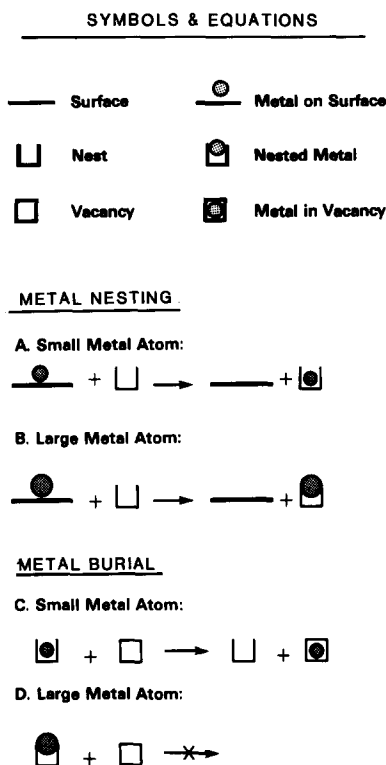 SYMBOLS & EQUATIONS
Surface
Metal on Surface
Nest
Nested Metal
Vacancy
Metal in Vacancy
METAL NESTING
A. Small Metal Atom:
+ → +
B. Large Metal Atom:
+ → +
METAL BURIAL
C. Small Metal Atom:
+ → +
D. Large Metal Atom:
+